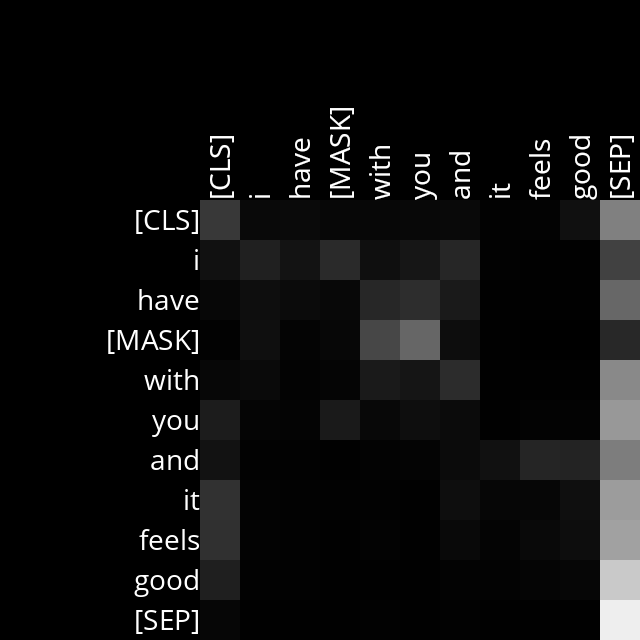 [CLS] i have [MASK] with you and it feels good [SEP]
[CLS]
i
have
[MASK]
with
you
and
it
feels
good
[SEP]